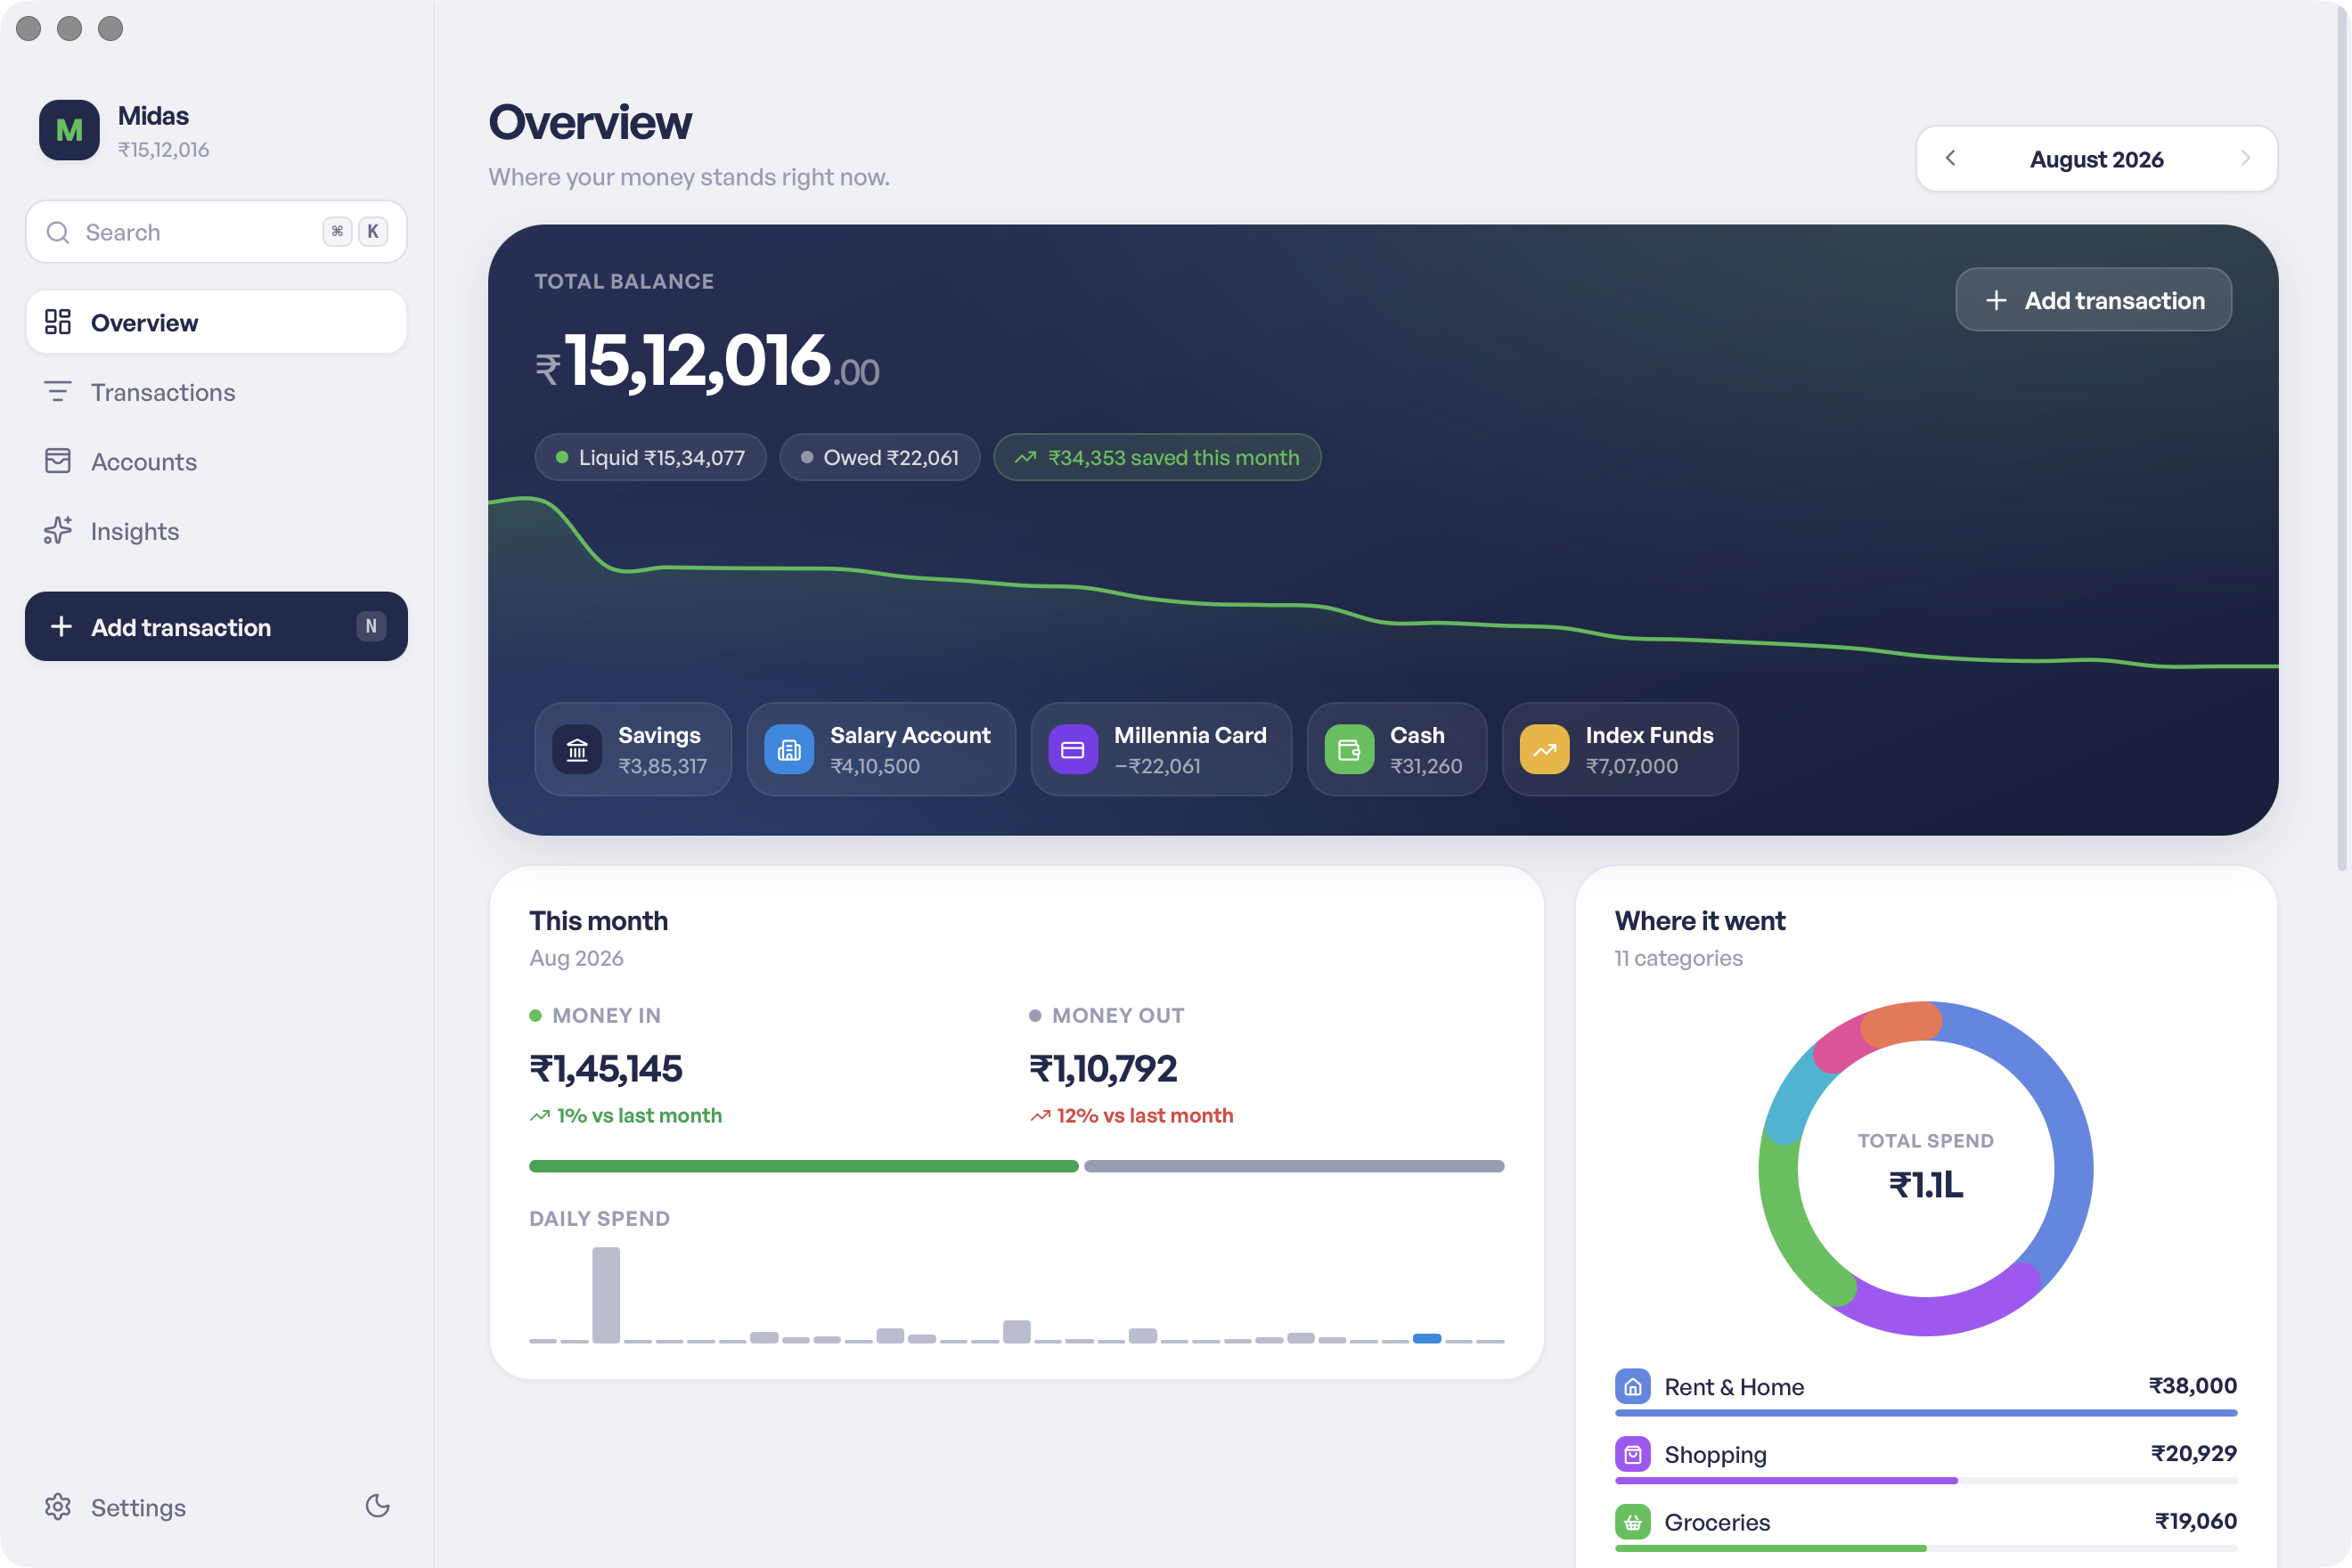 M
Midas
₹15,12,016
Search ⌘ K
Overview
Transactions
Accounts
Insights
Add transaction N
Settings
Overview
Where your money stands right now.
August 2026
TOTAL BALANCE
Add transaction
₹15,12,016.00
Liquid ₹15,34,077
Owed ₹22,061
₹34,353 saved this month
Savings
₹3,85,317
Salary Account
₹4,10,500
Millennia Card
−₹22,061
Cash
₹31,260
Index Funds
₹7,07,000
This month
Aug 2026
MONEY IN
₹1,45,145
1% vs last month
MONEY OUT
₹1,10,792
12% vs last month
DAILY SPEND
Where it went
11 categories
TOTAL SPEND
₹1.1L
Rent & Home ₹38,000
Shopping ₹20,929
Groceries ₹19,060